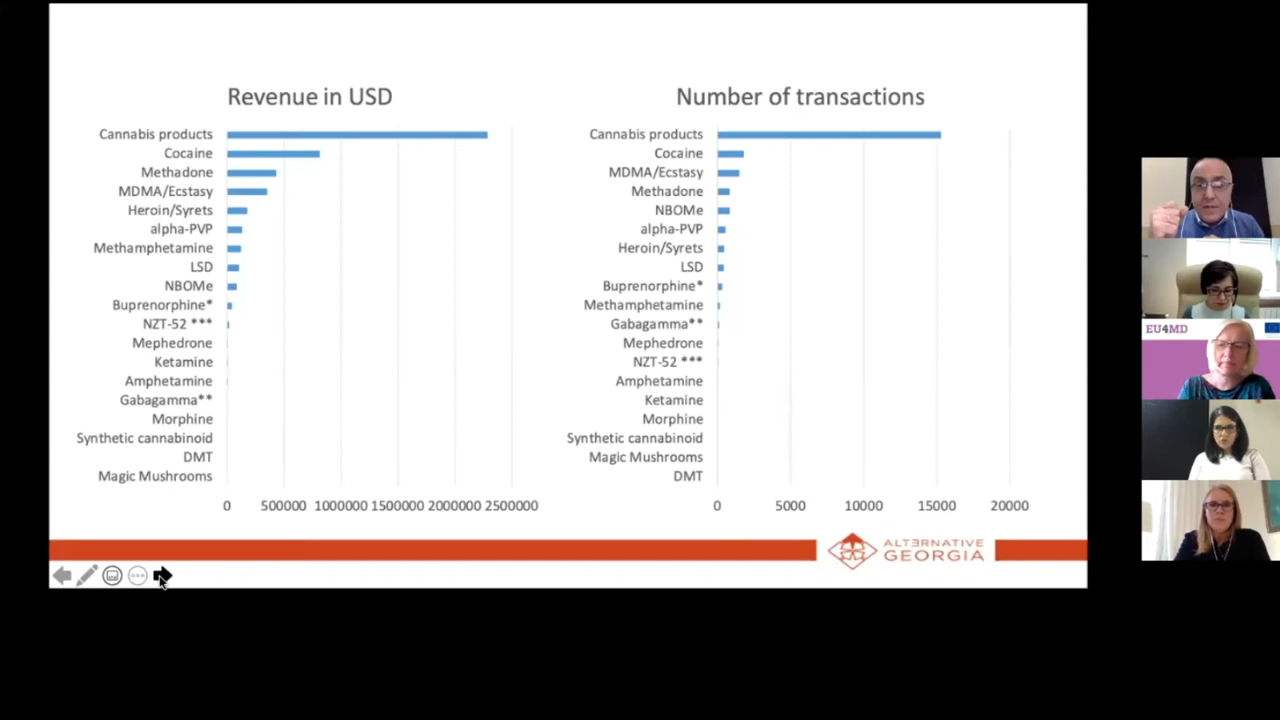 Revenue in USD
Cannabis products
Cocaine
Methadone
MDMA/Ecstasy
Heroin/Syrets
alpha-PVP
Methamphetamine
LSD
NBOMe
Buprenorphine*
NZT-52 ***
Mephedrone
Ketamine
Amphetamine
Gabagamma**
Morphine
Synthetic cannabinoid
DMT
Magic Mushrooms
0 500000 1000000 1500000 2000000 2500000
Number of transactions
Cannabis products
Cocaine
MDMA/Ecstasy
Methadone
NBOMe
alpha-PVP
Heroin/Syrets
LSD
Buprenorphine*
Methamphetamine
Gabagamma**
Mephedrone
NZT-52 ***
Amphetamine
Ketamine
Morphine
Synthetic cannabinoid
Magic Mushrooms
DMT
0 5000 10000 15000 20000
ALTƎRNATIVE
GEORGIA
EU4MD